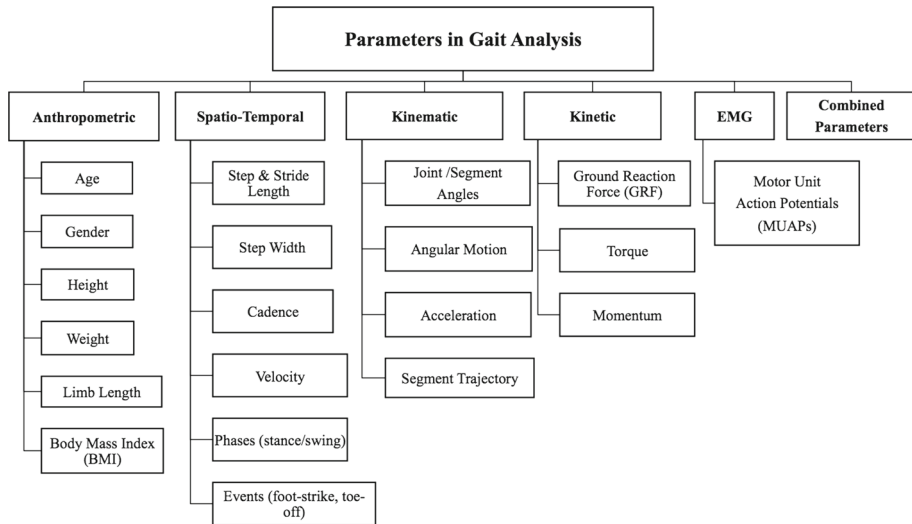 Parameters in Gait Analysis
Anthropometric
Age
Gender
Height
Weight
Limb Length
Body Mass Index
(BMI)
Spatio-Temporal
Step & Stride
Length
Step Width
Cadence
Velocity
Phases (stance/swing)
Events (foot-strike, toe-
off)
Kinematic
Joint /Segment
Angles
Angular Motion
Acceleration
Segment Trajectory
Kinetic
Ground Reaction
Force (GRF)
Torque
Momentum
EMG
Motor Unit
Action Potentials
(MUAPs)
Combined
Parameters